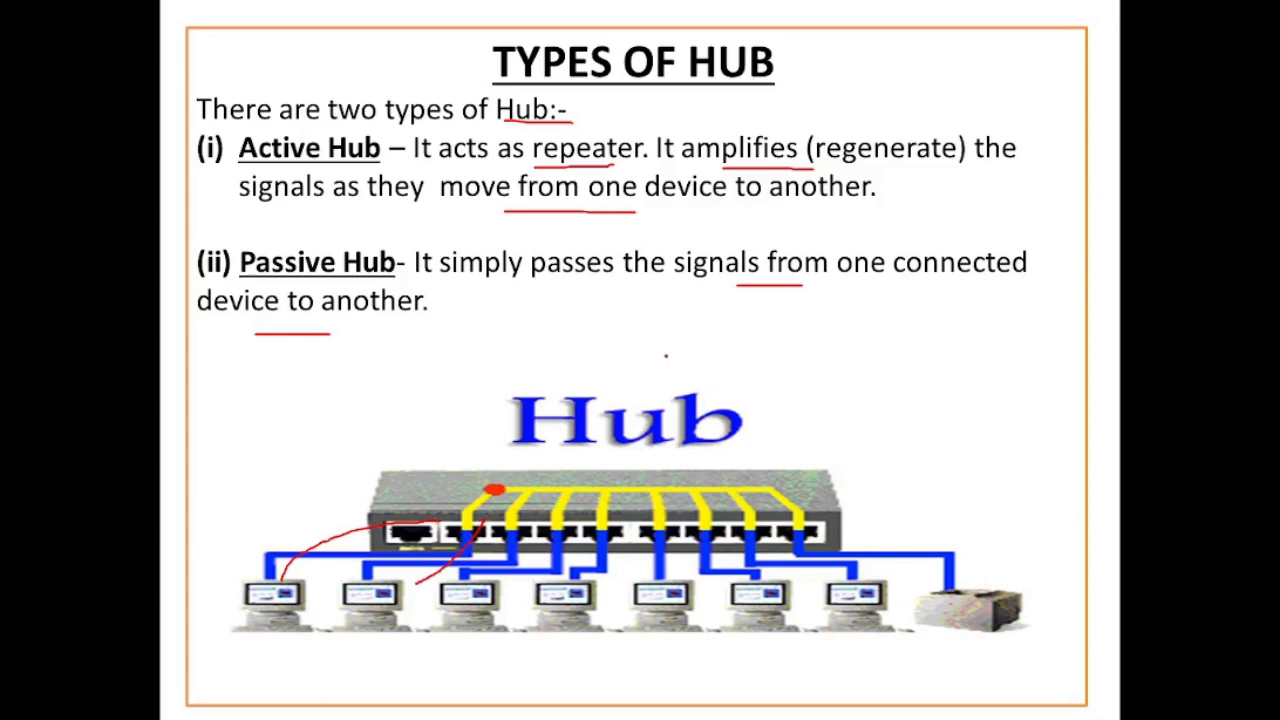 TYPES OF HUB
There are two types of Hub:-
(i) Active Hub – It acts as repeater. It amplifies (regenerate) the
signals as they move from one device to another.
(ii) Passive Hub- It simply passes the signals from one connected
device to another.
Hub